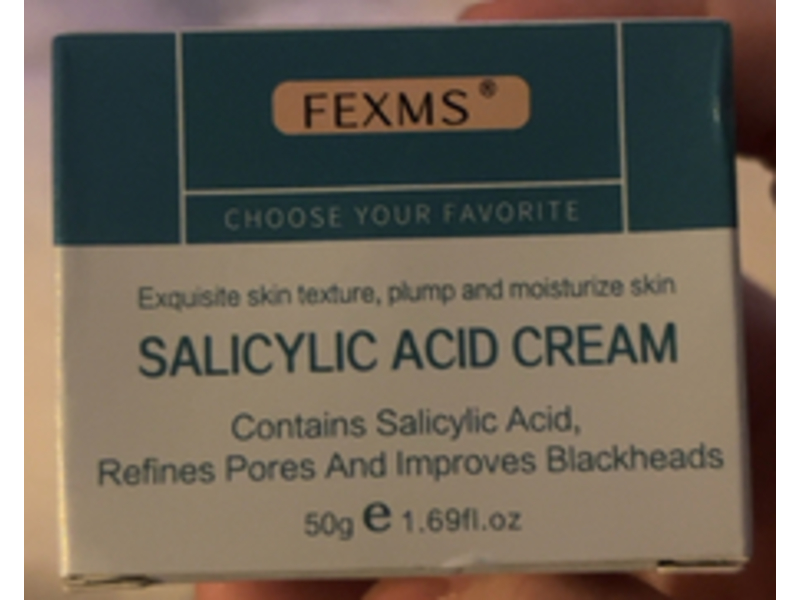 FEXMS®
CHOOSE YOUR FAVORITE
Exquisite skin texture, plump and moisturize skin
SALICYLIC ACID CREAM
Contains Salicylic Acid,
Refines Pores And Improves Blackheads
50g e 1.69fl.oz